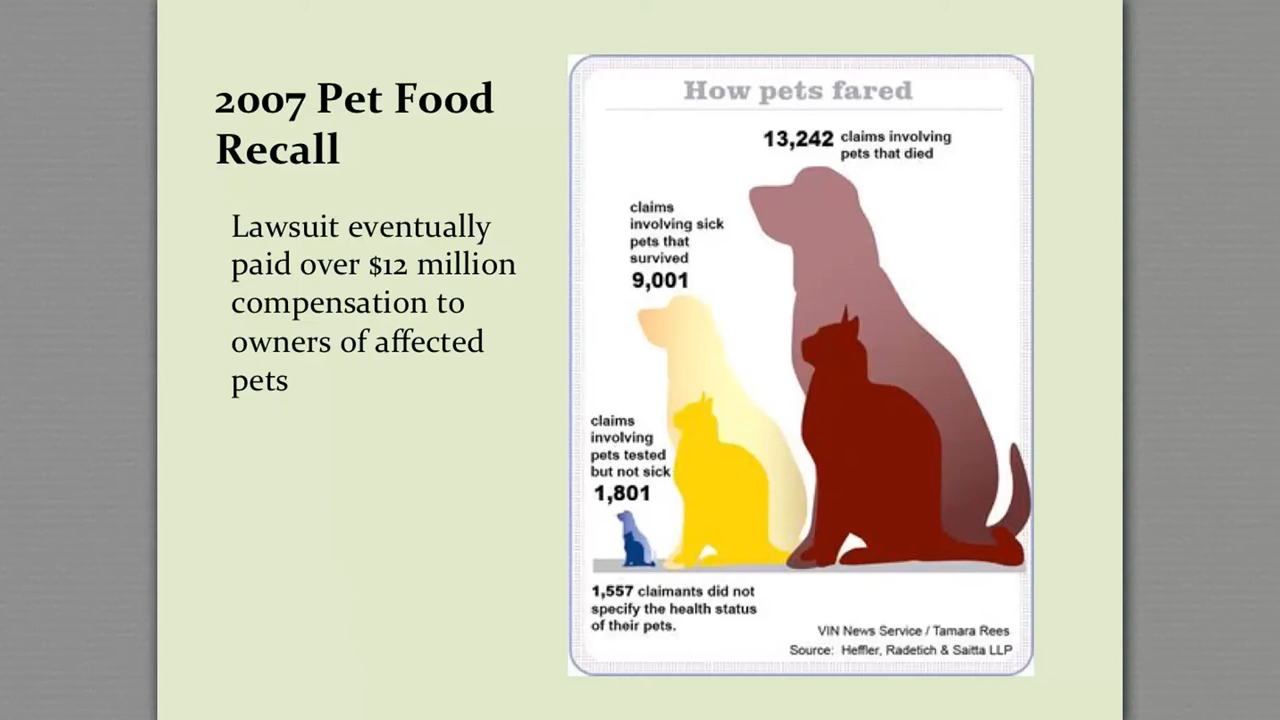 2007 Pet Food
Recall
Lawsuit eventually
paid over $12 million
compensation to
owners of affected
pets
How pets fared
13,242 claims involving
pets that died
claims
involving sick
pets that
survived
9,001
claims
involving
pets tested
but not sick
1,801
1,557 claimants did not
specify the health status
of their pets.
VIN News Service / Tamara Rees
Source: Heffler, Radetich & Saitta LLP